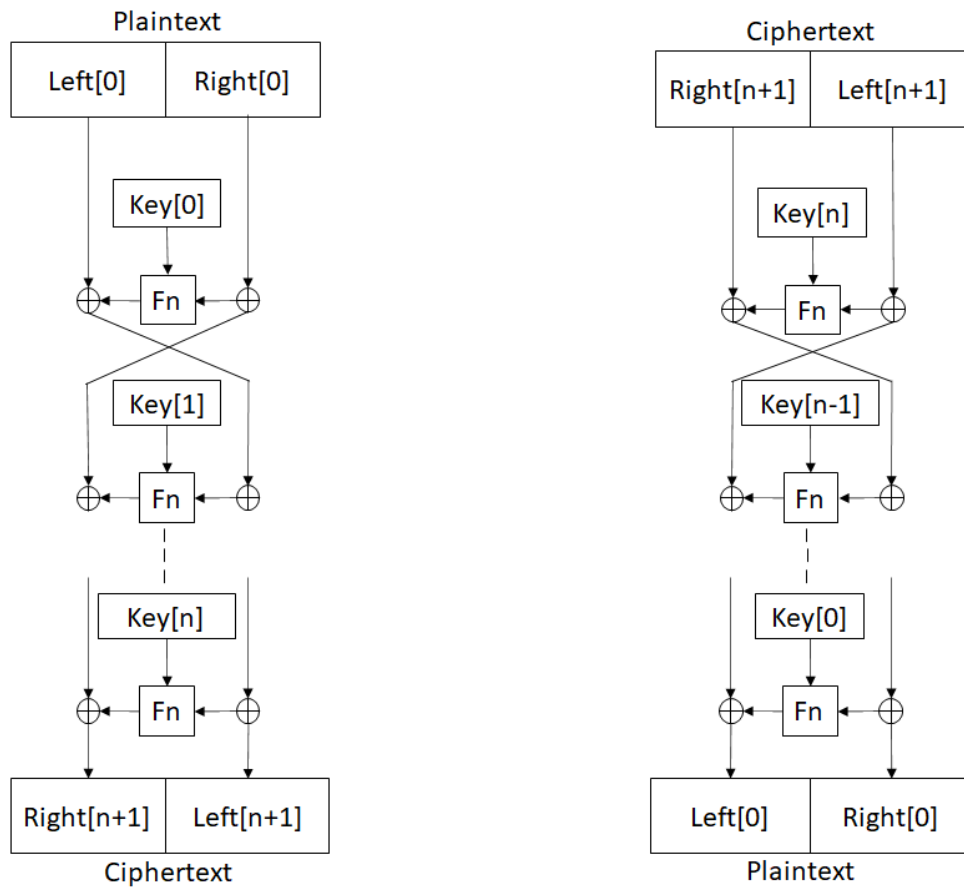 Plaintext
Left[0] Right[0]
Key[0]
Fn
Key[1]
Fn
Key[n]
Fn
Right[n+1] Left[n+1]
Ciphertext
Ciphertext
Right[n+1] Left[n+1]
Key[n]
Fn
Key[n-1]
Fn
Key[0]
Fn
Left[0] Right[0]
Plaintext